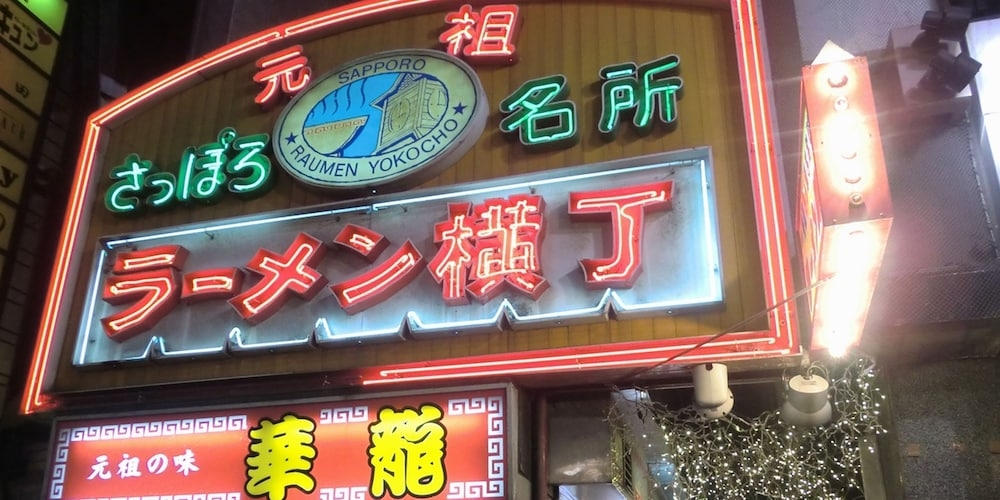 元祖
SAPPORO
RAUMEN YOKOCHO
さっぽろ 名所
ラーメン横丁
元祖の味 華龍